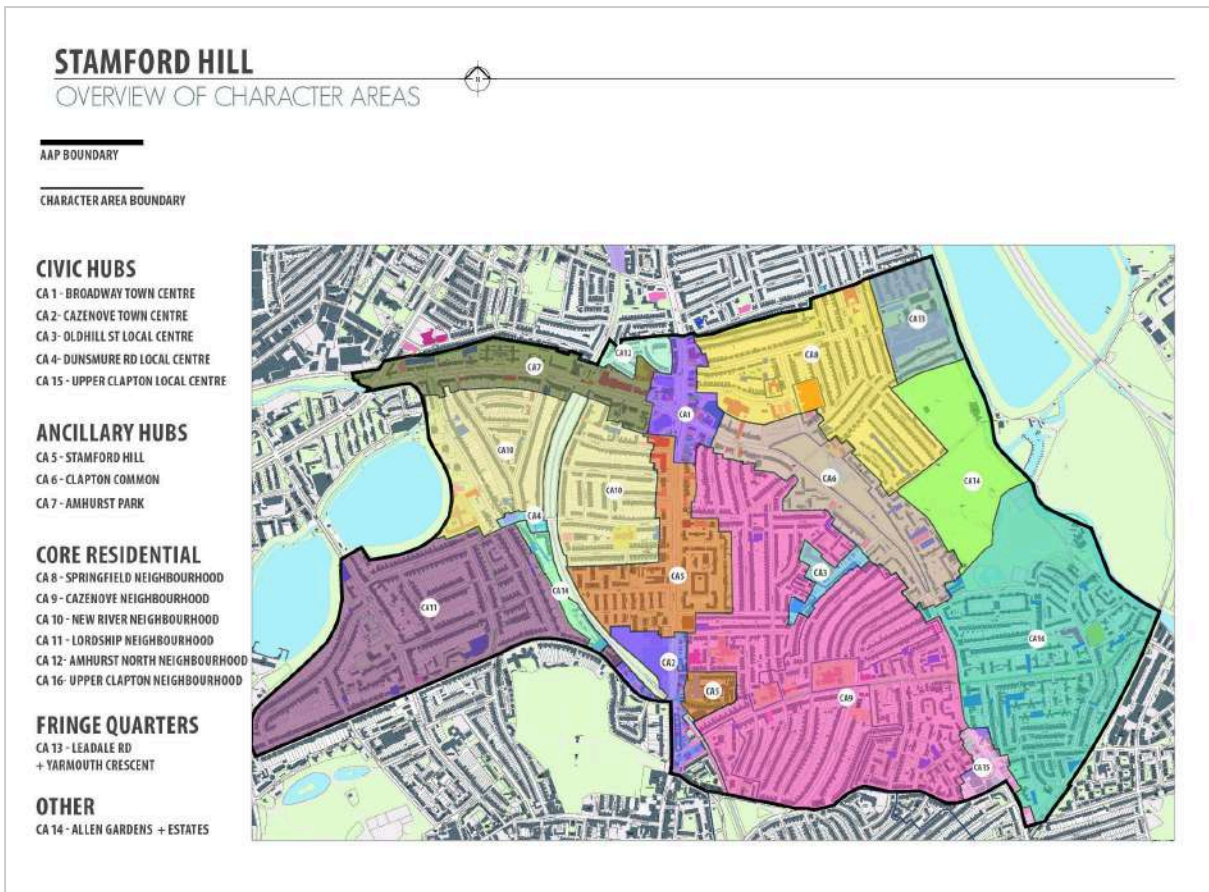 STAMFORD HILL
OVERVIEW OF CHARACTER AREAS
N
AAP BOUNDARY
CHARACTER AREA BOUNDARY
CIVIC HUBS
CA 1 - BROADWAY TOWN CENTRE
CA 2 - CAZENOVE TOWN CENTRE
CA 3 - OLDHILL ST LOCAL CENTRE
CA 4 - DUNSMURE RD LOCAL CENTRE
CA 15 - UPPER CLAPTON LOCAL CENTRE
ANCILLARY HUBS
CA 5 - STAMFORD HILL
CA 6 - CLAPTON COMMON
CA 7 - AMHURST PARK
CORE RESIDENTIAL
CA 8 - SPRINGFIELD NEIGHBOURHOOD
CA 9 - CAZENOVE NEIGHBOURHOOD
CA 10 - NEW RIVER NEIGHBOURHOOD
CA 11 - LORDSHIP NEIGHBOURHOOD
CA 12- AMHURST NORTH NEIGHBOURHOOD
CA 16- UPPER CLAPTON NEIGHBOURHOOD
FRINGE QUARTERS
CA 13 - LEADALE RD
+ YARMOUTH CRESCENT
OTHER
CA 14 - ALLEN GARDENS + ESTATES
CA13
CA12
CA8
CA7
CA1
CA10
CA6
CA14
CA10
CA4
CA3
CA5
CA14
CA11
CA16
CA2
CA5
CA9
CA15